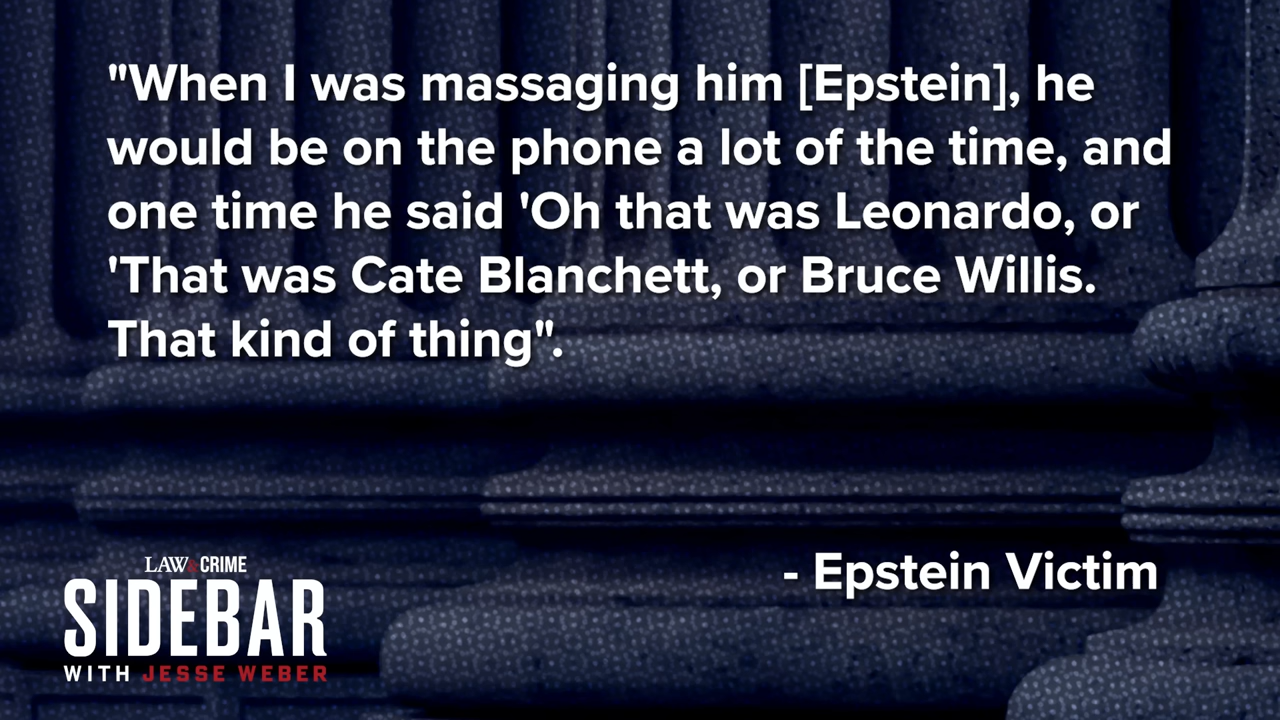 "When I was massaging him [Epstein], he
would be on the phone a lot of the time, and
one time he said 'Oh that was Leonardo, or
'That was Cate Blanchett, or Bruce Willis.
That kind of thing".
- Epstein Victim
LAW & CRIME
SIDEBAR
WITH JESSE WEBER